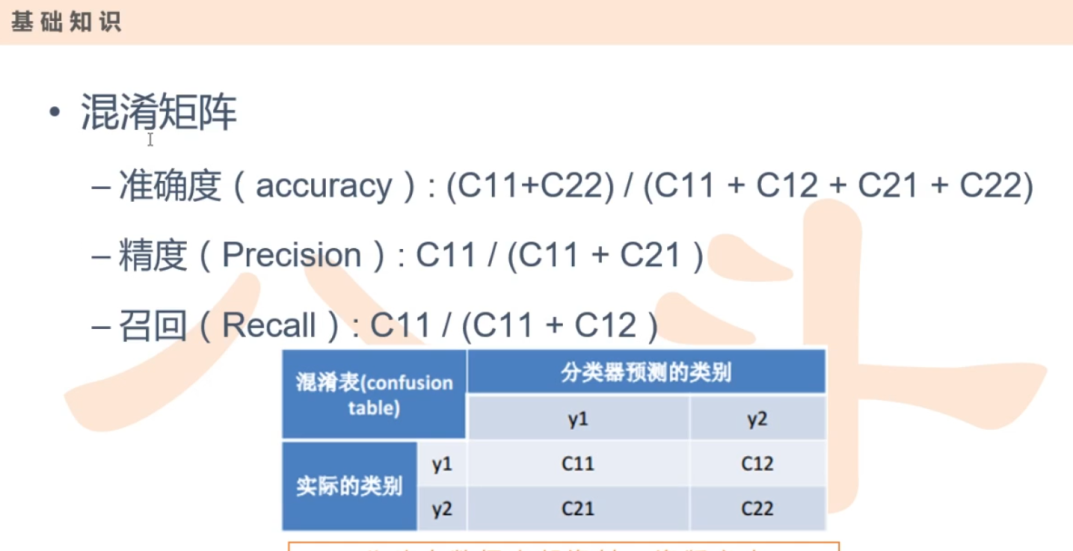 基础知识
• 混淆矩阵
– 准确度（accuracy）: (C11+C22) / (C11 + C12 + C21 + C22)
– 精度（Precision）: C11 / (C11 + C21 )
– 召回（Recall）: C11 / (C11 + C12 )
混淆表(confusion table) 分类器预测的类别
y1 y2
实际的类别 y1 C11 C12
y2 C21 C22